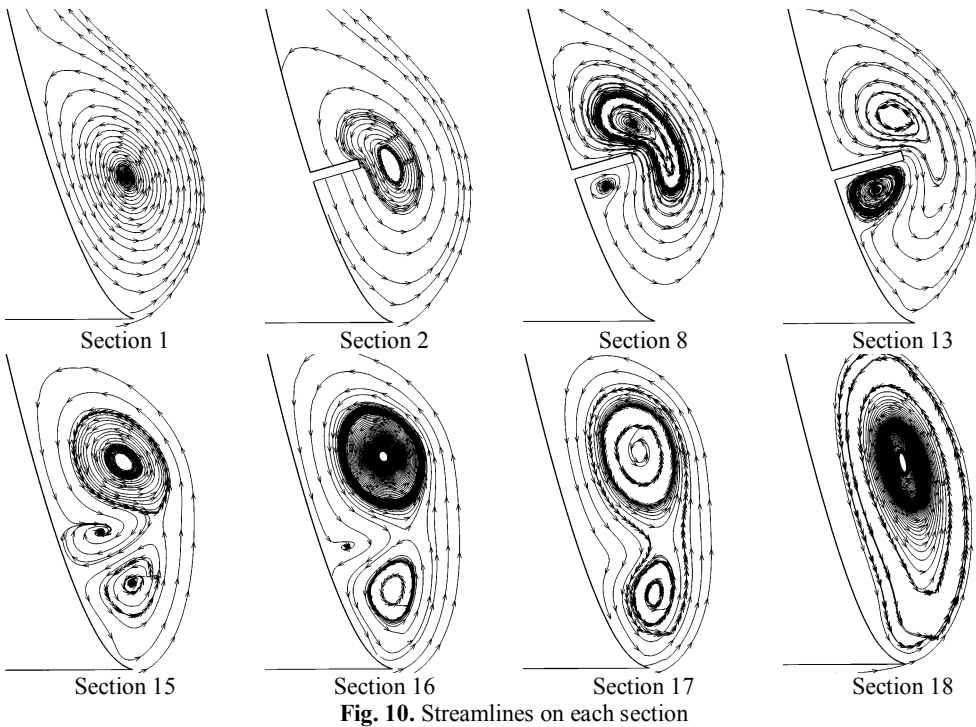 Section 1 Section 2 Section 8 Section 13
Section 15 Section 16 Section 17 Section 18
Fig. 10. Streamlines on each section